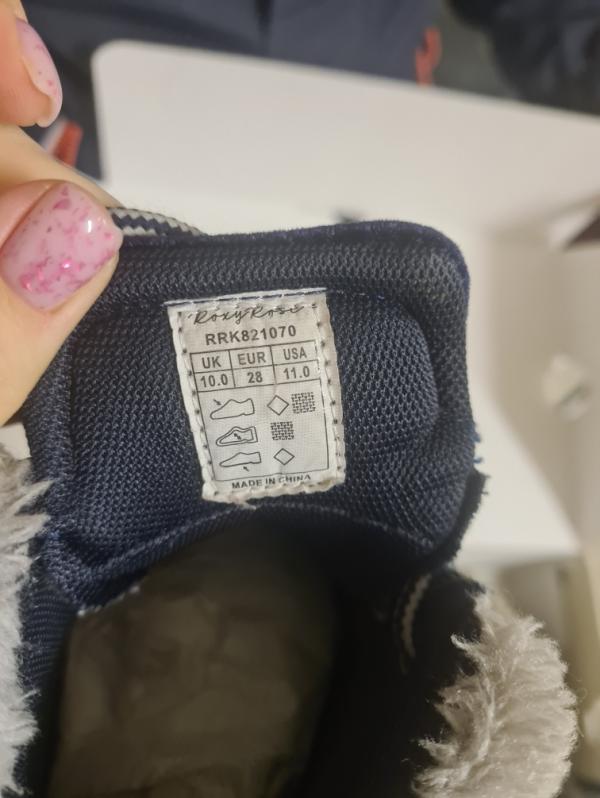 Roxy Rose
RRK821070
UK EUR USA
10.0 28 11.0
MADE IN CHINA